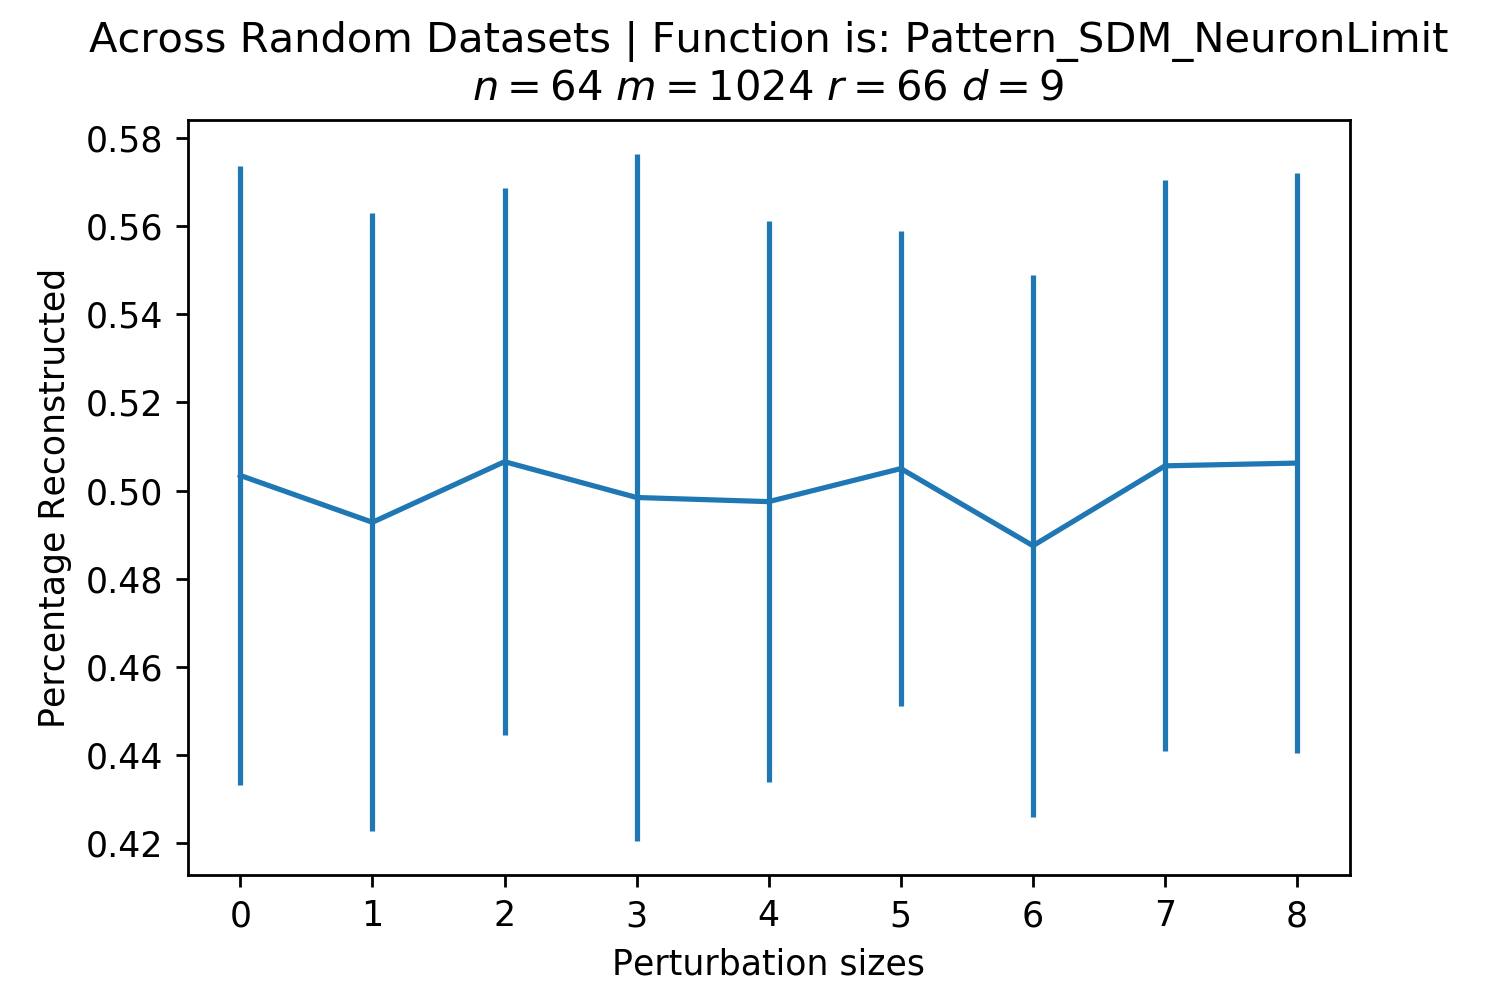 Across Random Datasets | Function is: Pattern_SDM_NeuronLimit
n = 64 m = 1024 r = 66 d = 9
0.58
0.56
0.54
0.52
0.50
0.48
0.46
0.44
0.42
Percentage Reconstructed
0 1 2 3 4 5 6 7 8
Perturbation sizes